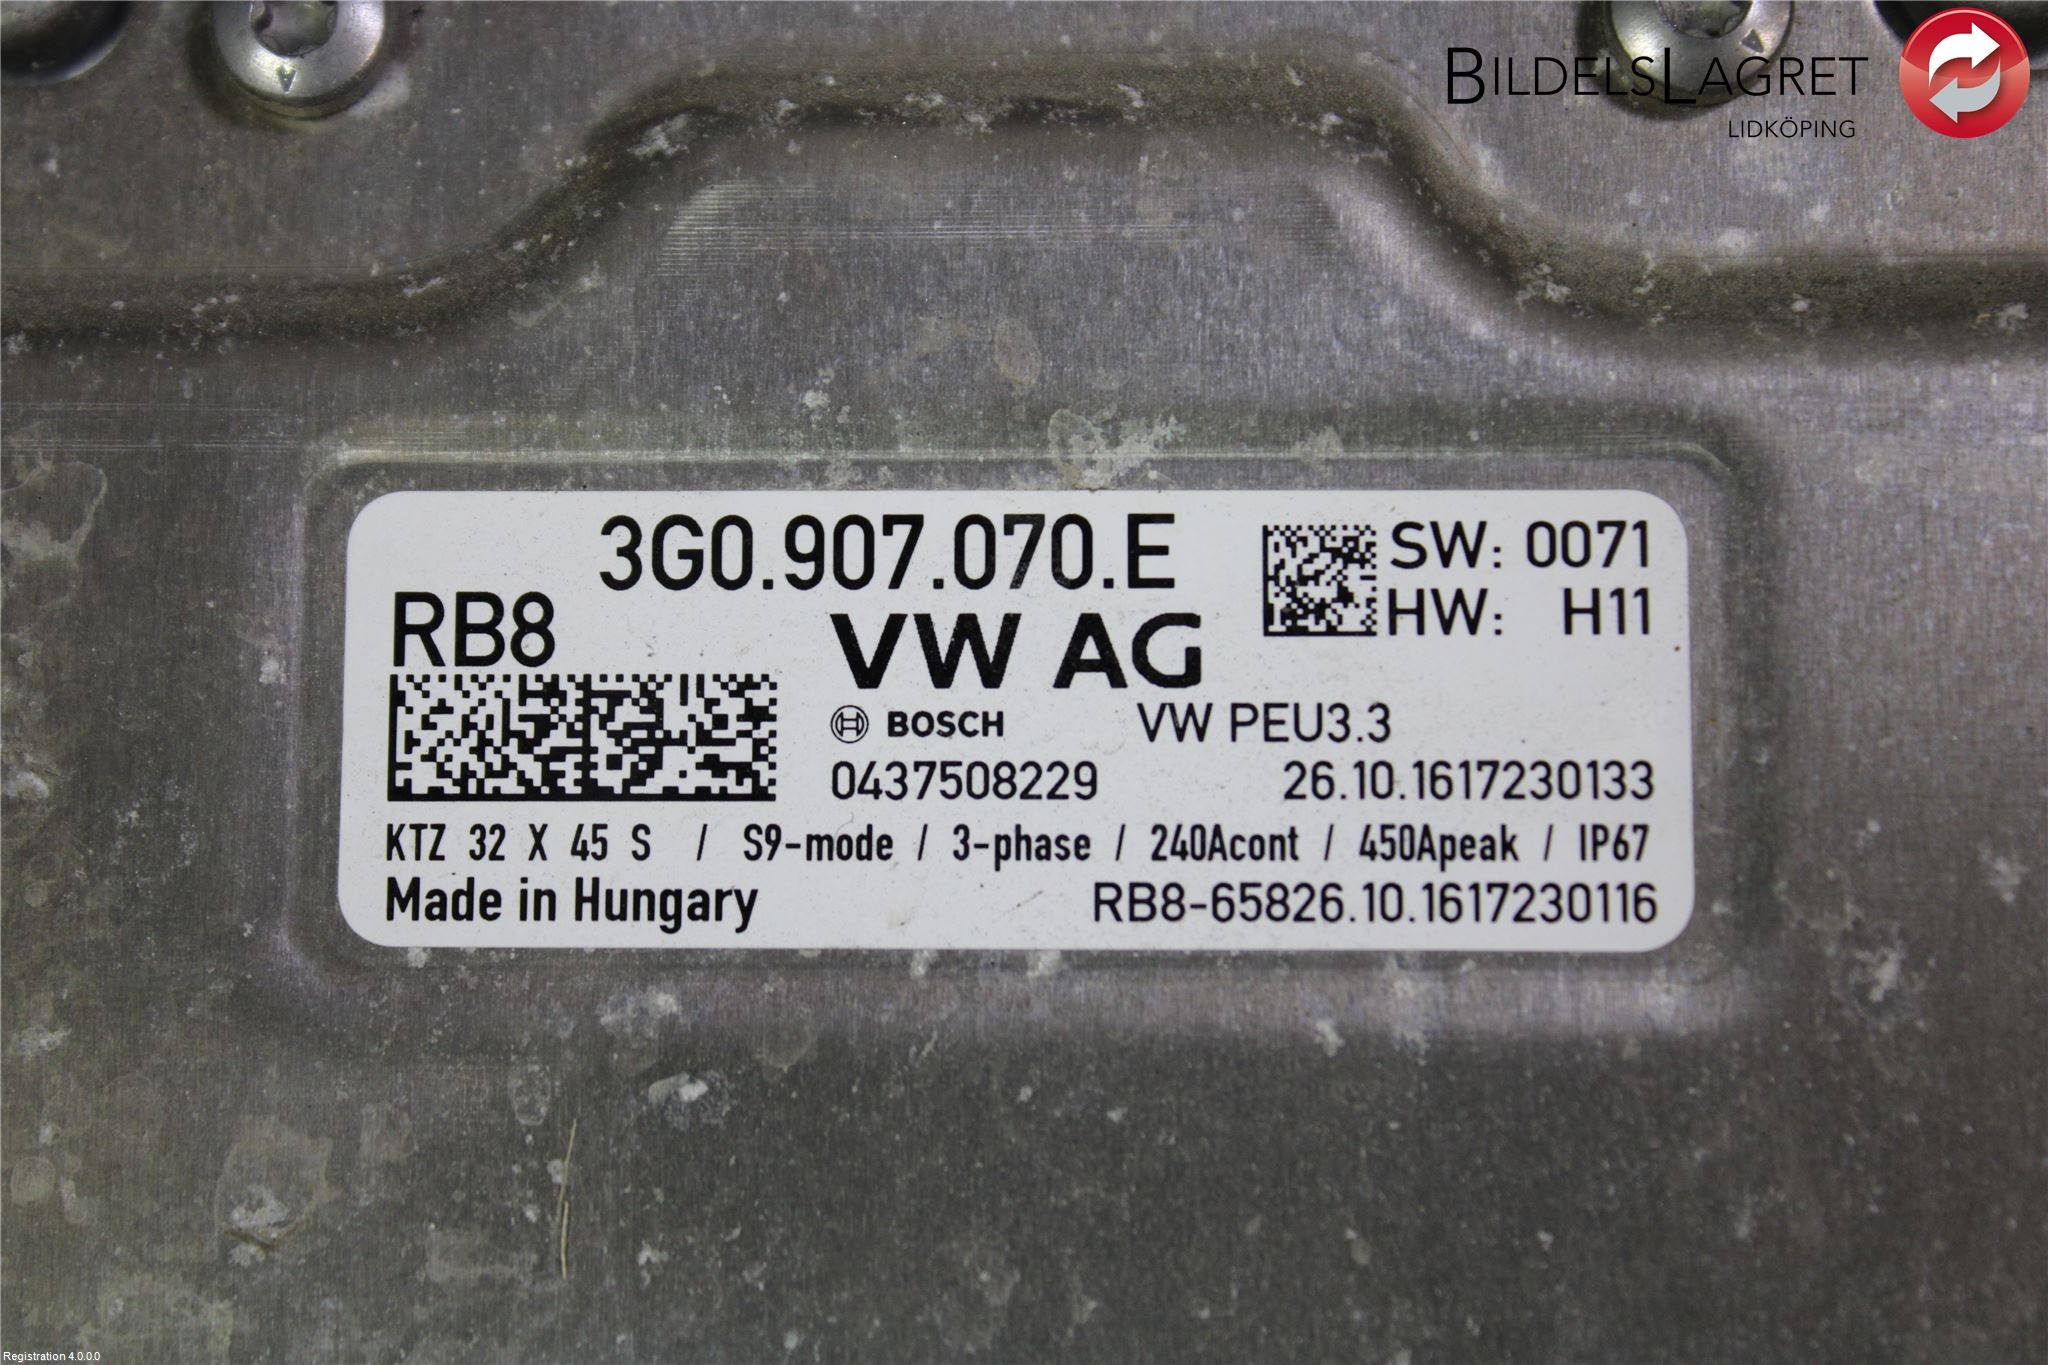 BILDELSLAGRET
LIDKÖPING
3G0.907.070.E
SW: 0071
HW: H11
RB8
VW AG
BOSCH VW PEU3.3
0437508229 26.10.1617230133
KTZ 32 X 45 S / S9-mode / 3-phase / 240Acont / 450Apeak / IP67
Made in Hungary RB8-65826.10.1617230116
Registration 4.0.0.0